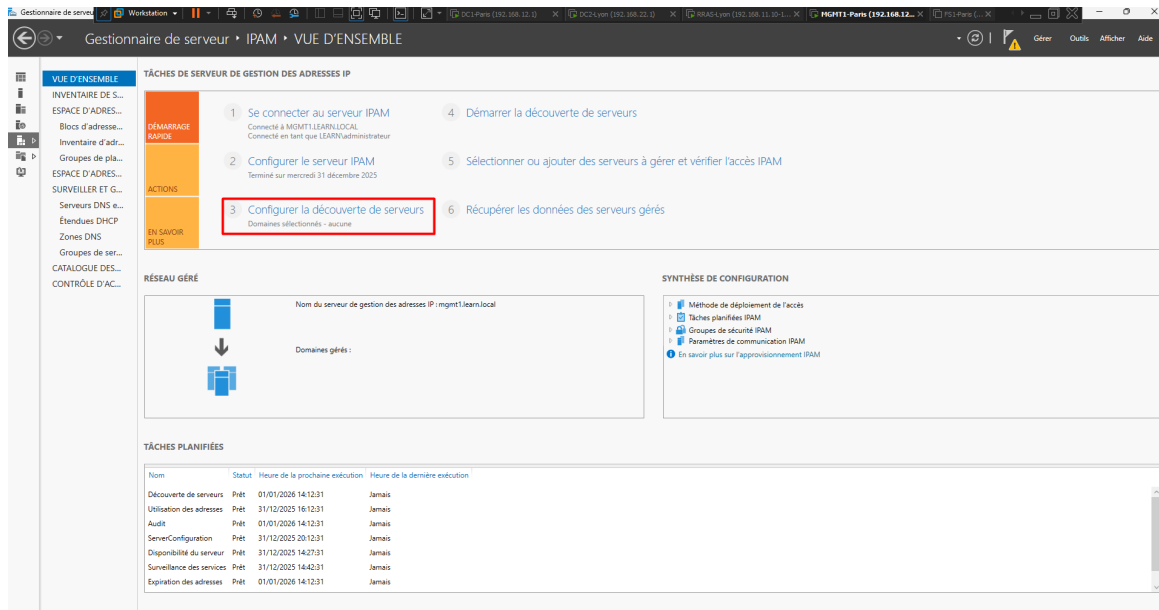 Gestionnaire de serveur
Workstation
DC1-Paris (192.168.12.1)
DC2-Lyon (192.168.22.1)
RRAS-Lyon (192.168.11.10-1...
MGMT1-Paris (192.168.12...
FS1-Paris (...
Gestionnaire de serveur • IPAM • VUE D'ENSEMBLE
Gérer
Outils
Afficher
Aide
VUE D'ENSEMBLE
INVENTAIRE DE S...
ESPACE D'ADRES...
Blocs d'adresse...
Inventaire d'adr...
Groupes de pla...
ESPACE D'ADRES...
SURVEILLER ET G...
Serveurs DNS e...
Étendues DHCP
Zones DNS
Groupes de ser...
CATALOGUE DES...
CONTRÔLE D'AC...
TÂCHES DE SERVEUR DE GESTION DES ADRESSES IP
DÉMARRAGE
RAPIDE
ACTIONS
EN SAVOIR
PLUS
1 Se connecter au serveur IPAM
Connecté à MGMT1.LEARN.LOCAL
Connecté en tant que LEARN\administrateur
2 Configurer le serveur IPAM
Terminé sur mercredi 31 décembre 2025
3 Configurer la découverte de serveurs
Domaines sélectionnés - aucune
4 Démarrer la découverte de serveurs
5 Sélectionner ou ajouter des serveurs à gérer et vérifier l'accès IPAM
6 Récupérer les données des serveurs gérés
RÉSEAU GÉRÉ
Nom du serveur de gestion des adresses IP : mgmt1.learn.local
Domaines gérés :
SYNTHÈSE DE CONFIGURATION
Méthode de déploiement de l'accès
Tâches planifiées IPAM
Groupes de sécurité IPAM
Paramètres de communication IPAM
En savoir plus sur l'approvisionnement IPAM
TÂCHES PLANIFIÉES
Nom Statut Heure de la prochaine exécution Heure de la dernière exécution
Découverte de serveurs Prêt 01/01/2026 14:12:31 Jamais
Utilisation des adresses Prêt 31/12/2025 16:12:31 Jamais
Audit Prêt 01/01/2026 14:12:31 Jamais
ServerConfiguration Prêt 31/12/2025 20:12:31 Jamais
Disponibilité du serveur Prêt 31/12/2025 14:27:31 Jamais
Surveillance des services Prêt 31/12/2025 14:42:31 Jamais
Expiration des adresses Prêt 01/01/2026 14:12:31 Jamais